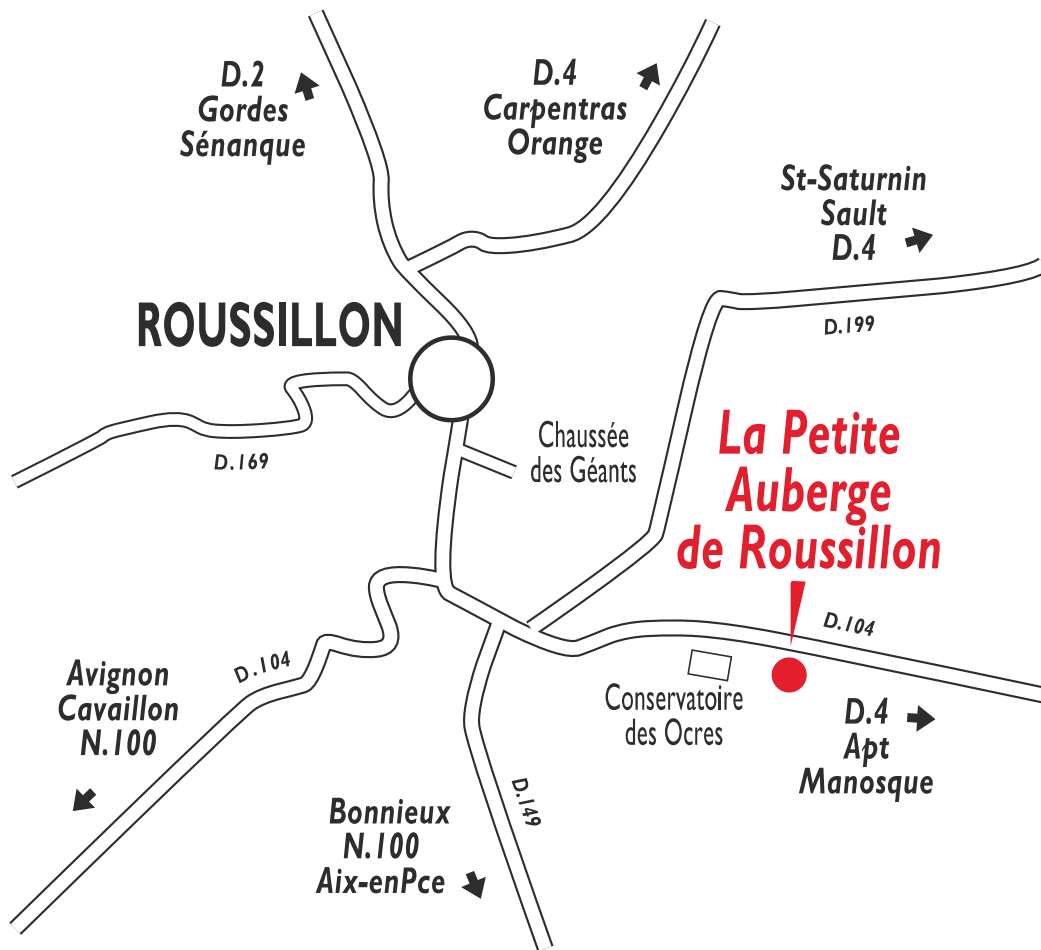 D.2
Gordes
Sénanque
D.4
Carpentras
Orange
St-Saturnin
Sault
D.4
D.199
ROUSSILLON
D.169
Chaussée
des Géants
La Petite
Auberge
de Roussillon
D.104
D.104
Avignon
Cavaillon
N.100
Conservatoire
des Ocres
D.4
Apt
Manosque
D.149
Bonnieux
N.100
Aix-enPce